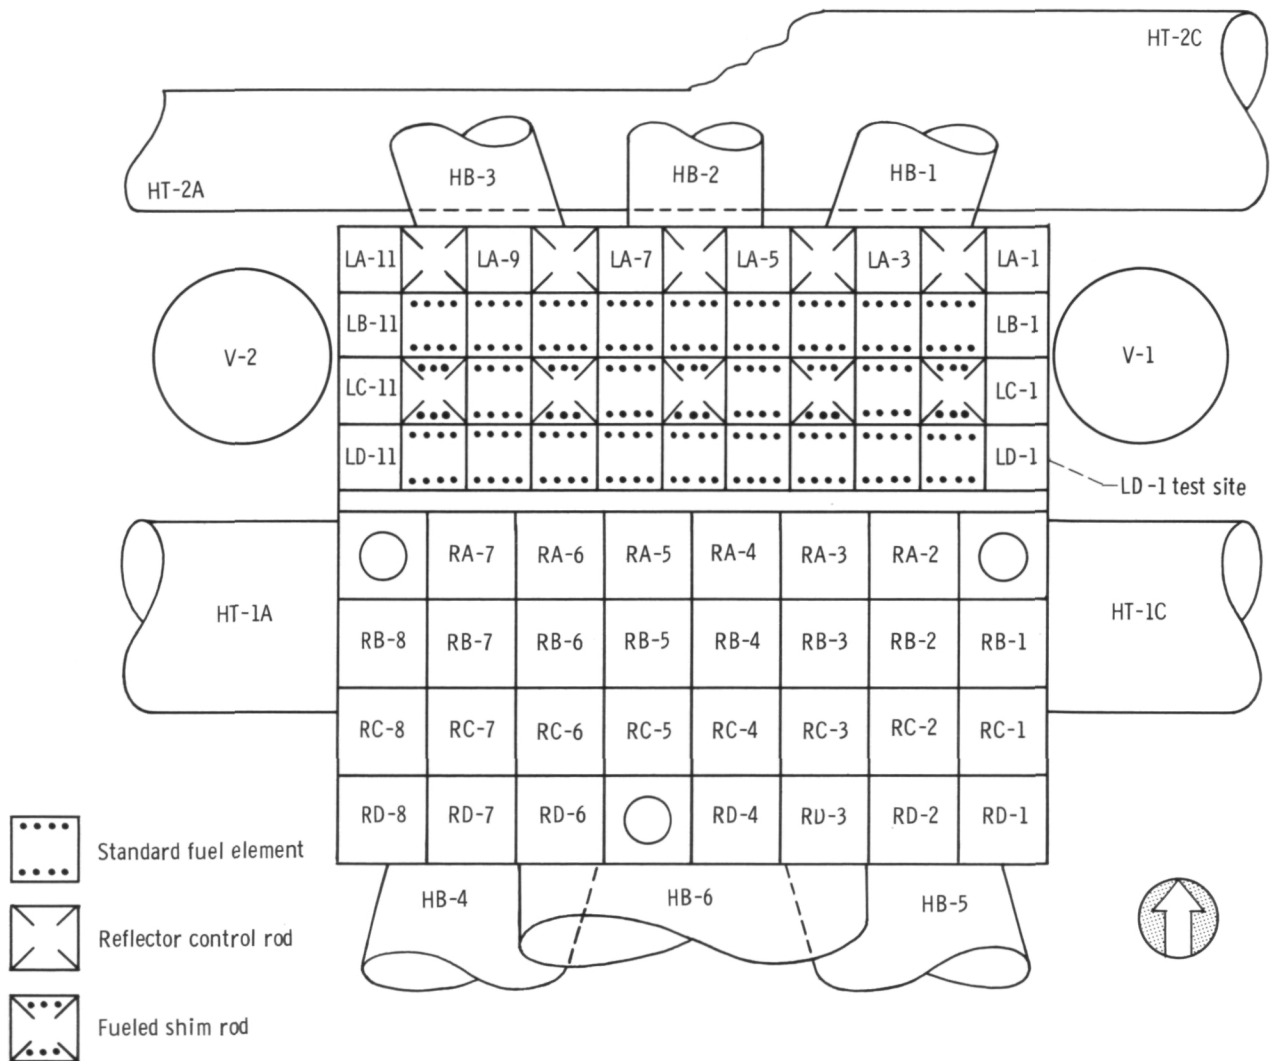 HT-2C
HT-2A
HB-3 HB-2 HB-1
LA-11 LA-9 LA-7 LA-5 LA-3 LA-1
LB-11 LB-1
V-2 V-1
LC-11 LC-1
LD-11 LD-1
LD-1 test site
RA-7 RA-6 RA-5 RA-4 RA-3 RA-2
HT-1A HT-1C
RB-8 RB-7 RB-6 RB-5 RB-4 RB-3 RB-2 RB-1
RC-8 RC-7 RC-6 RC-5 RC-4 RC-3 RC-2 RC-1
RD-8 RD-7 RD-6 RD-4 RD-3 RD-2 RD-1
Standard fuel element
HB-4 HB-6 HB-5
Reflector control rod
Fueled shim rod